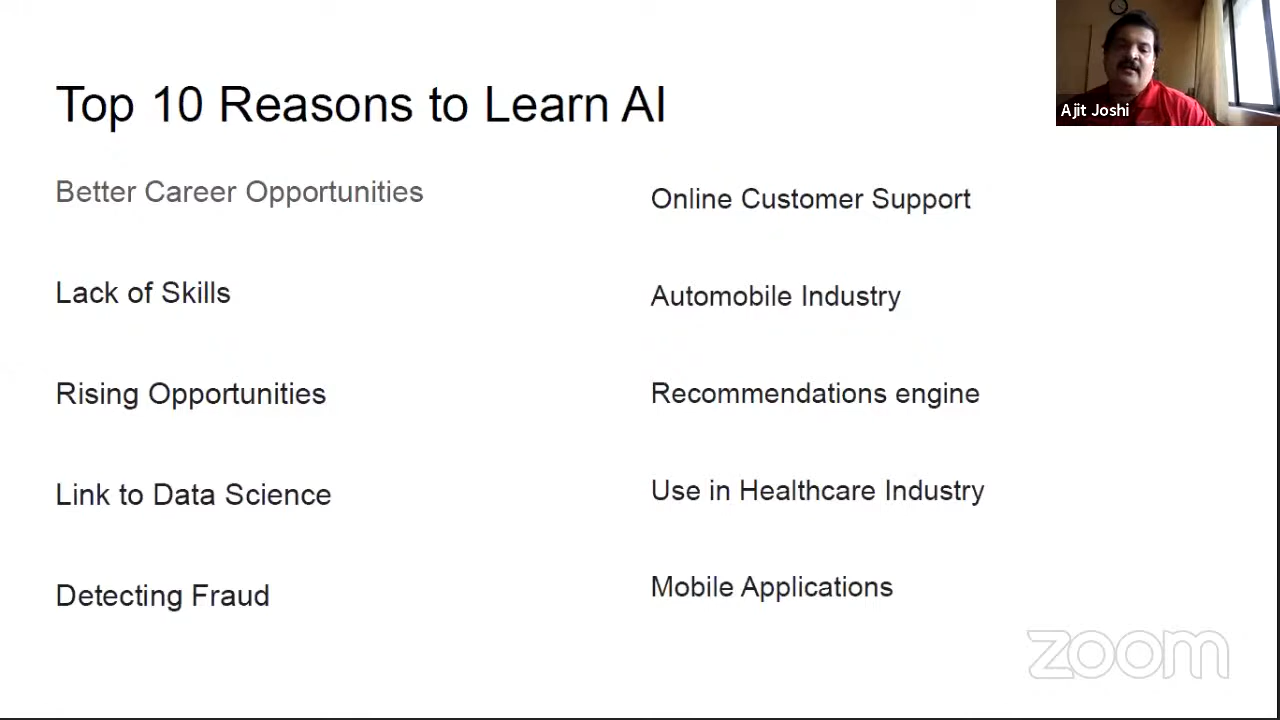 Top 10 Reasons to Learn AI
Better Career Opportunities
Lack of Skills
Rising Opportunities
Link to Data Science
Detecting Fraud
Online Customer Support
Automobile Industry
Recommendations engine
Use in Healthcare Industry
Mobile Applications
Ajit Joshi
zoom